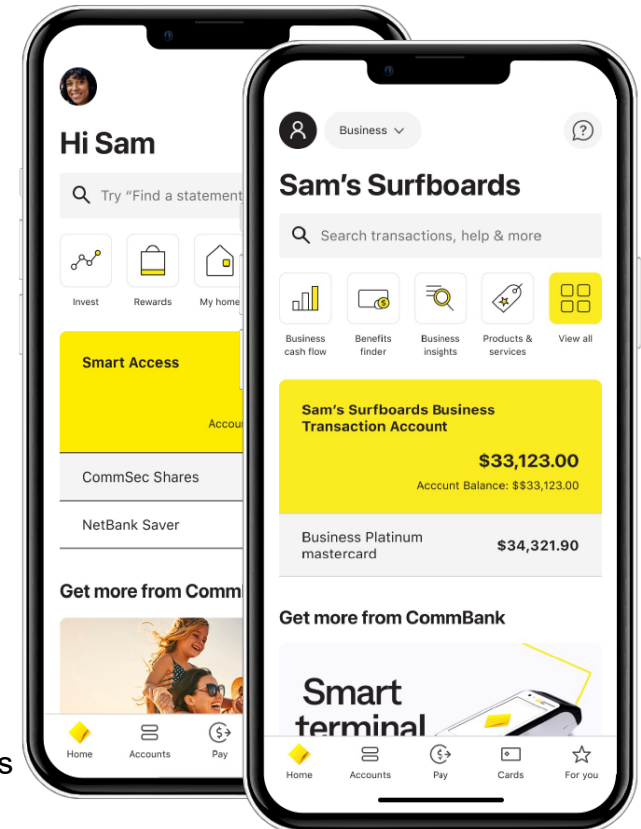 Hi Sam
Try "Find a statement
Invest
Rewards
My home
Smart Access
CommSec Shares
NetBank Saver
Get more from
Home
Accounts
Pay
s
Business
?
Sam's Surfboards
Search transactions, help & more
Business
cash flow
Benefits
finder
Business
insights
Products &
services
View all
Sam's Surfboards Business
Transaction Account
$33,123.00
Acccunt Balance: $$33,123.00
Business Platinum
mastercard
$34,321.90
Get more from CommBank
Smart
terminal
Home
Accounts
Pay
Cards
For you